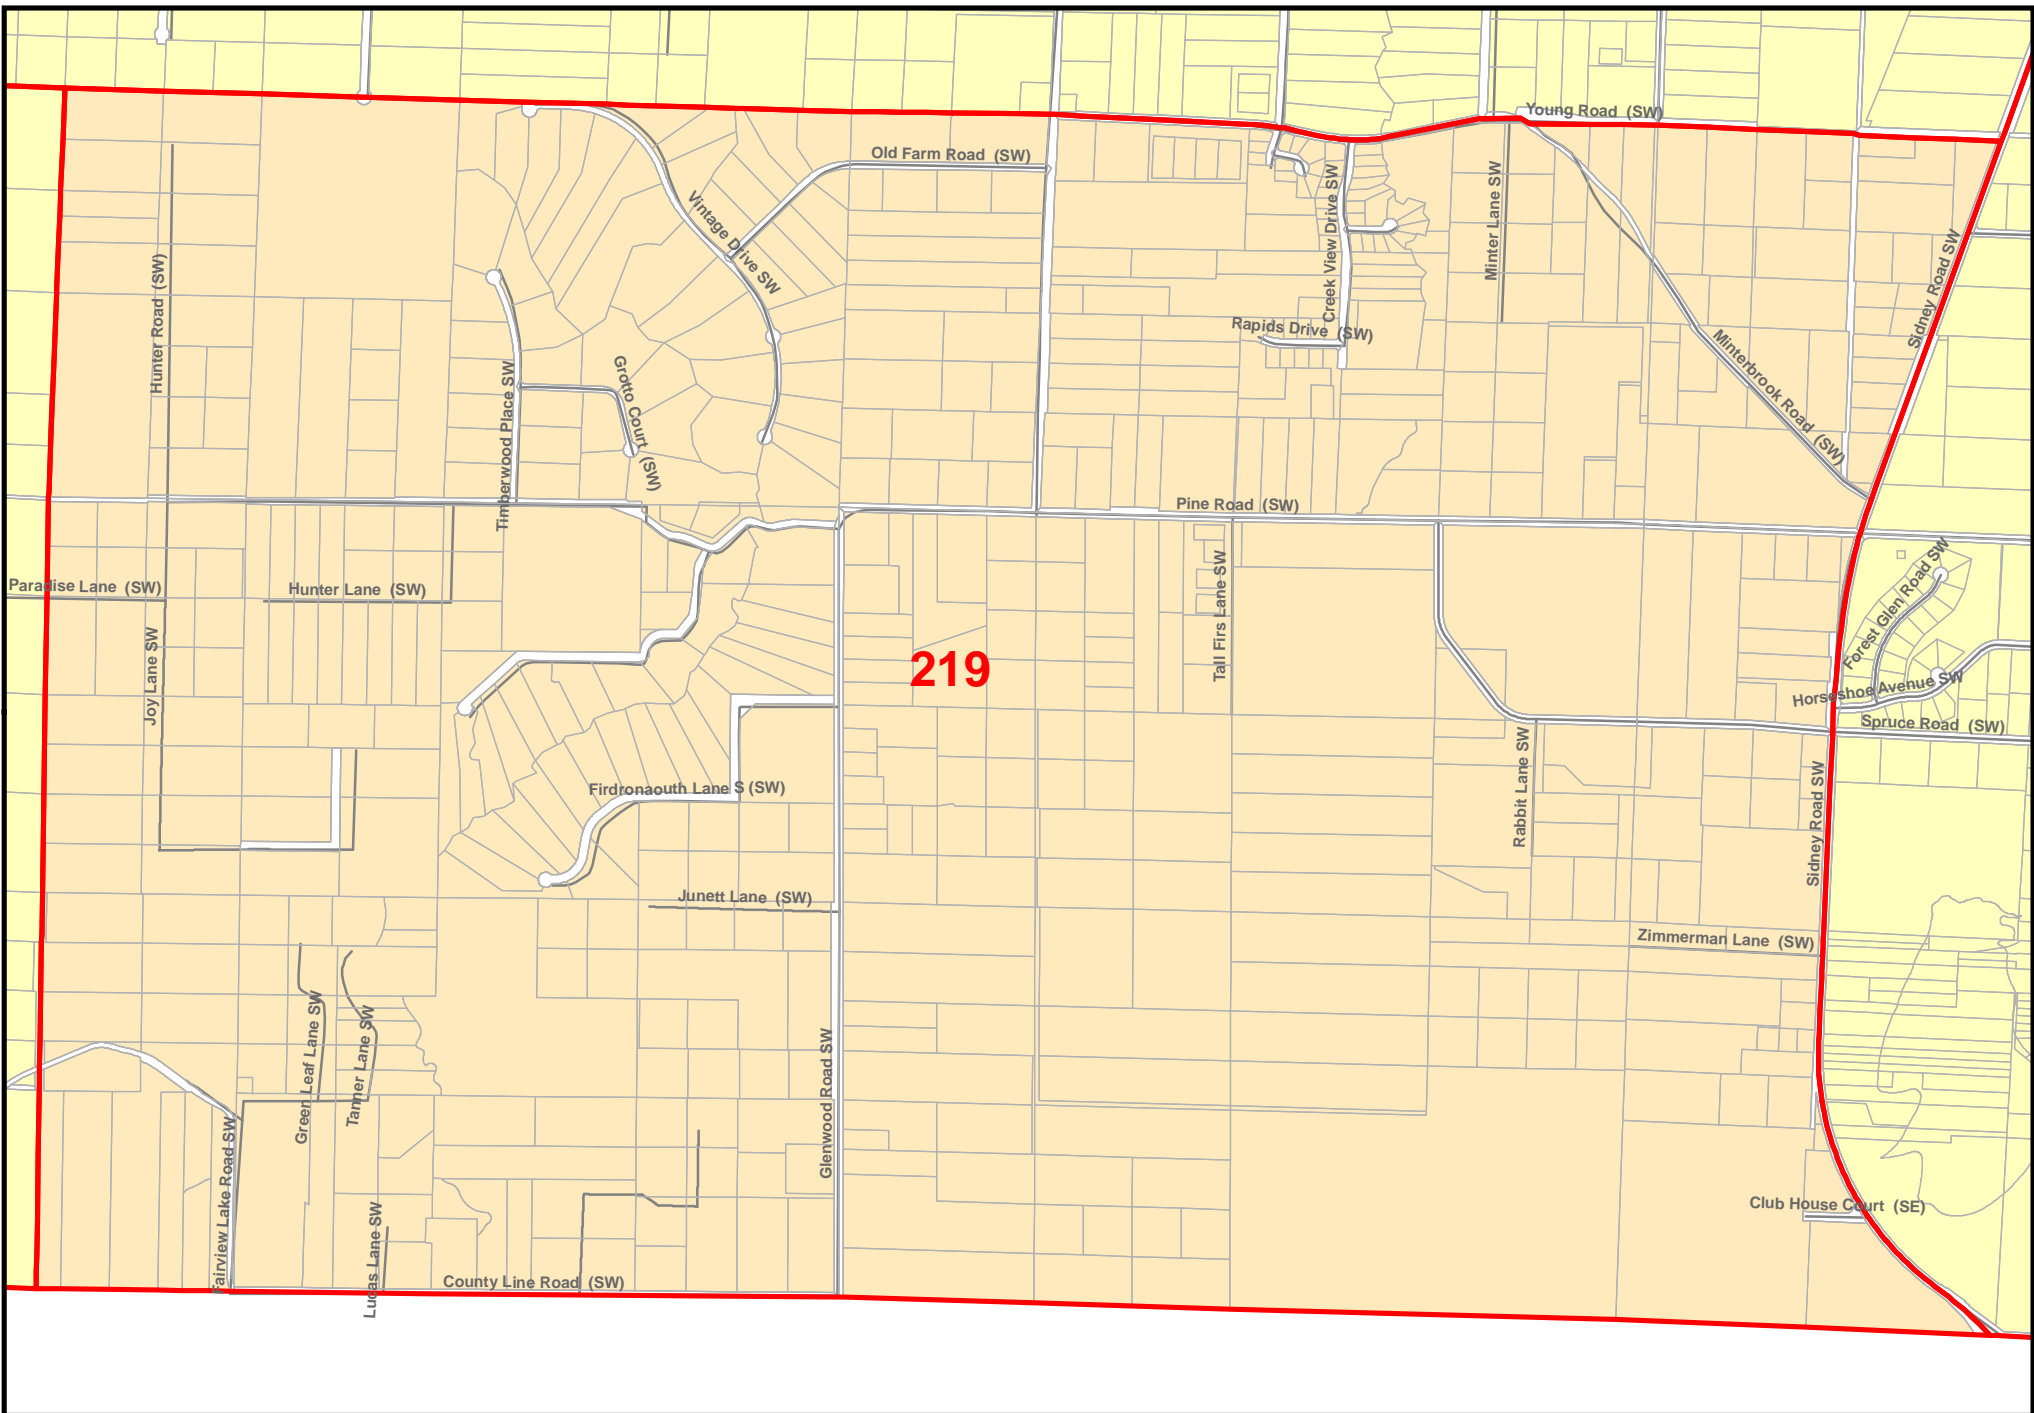 Young Road (SW)
Old Farm Road (SW)
Vintage Drive SW
Creek View Drive SW
Minter Lane SW
Sidney Road SW
Hunter Road (SW)
Rapids Drive (SW)
Minterbrook Road (SW)
Grotto Court (SW)
Timberwood Place SW
Pine Road (SW)
Paradise Lane (SW)
Hunter Lane (SW)
Tall Firs Lane SW
Forest Glen Road SW
219
Joy Lane SW
Horseshoe Avenue SW
Spruce Road (SW)
Firdronaouth Lane S (SW)
Rabbit Lane SW
Sidney Road SW
Junett Lane (SW)
Zimmerman Lane (SW)
Green Leaf Lane SW
Tanner Lane SW
Glenwood Road SW
Fairview Lake Road SW
Lucas Lane SW
Club House Court (SE)
County Line Road (SW)